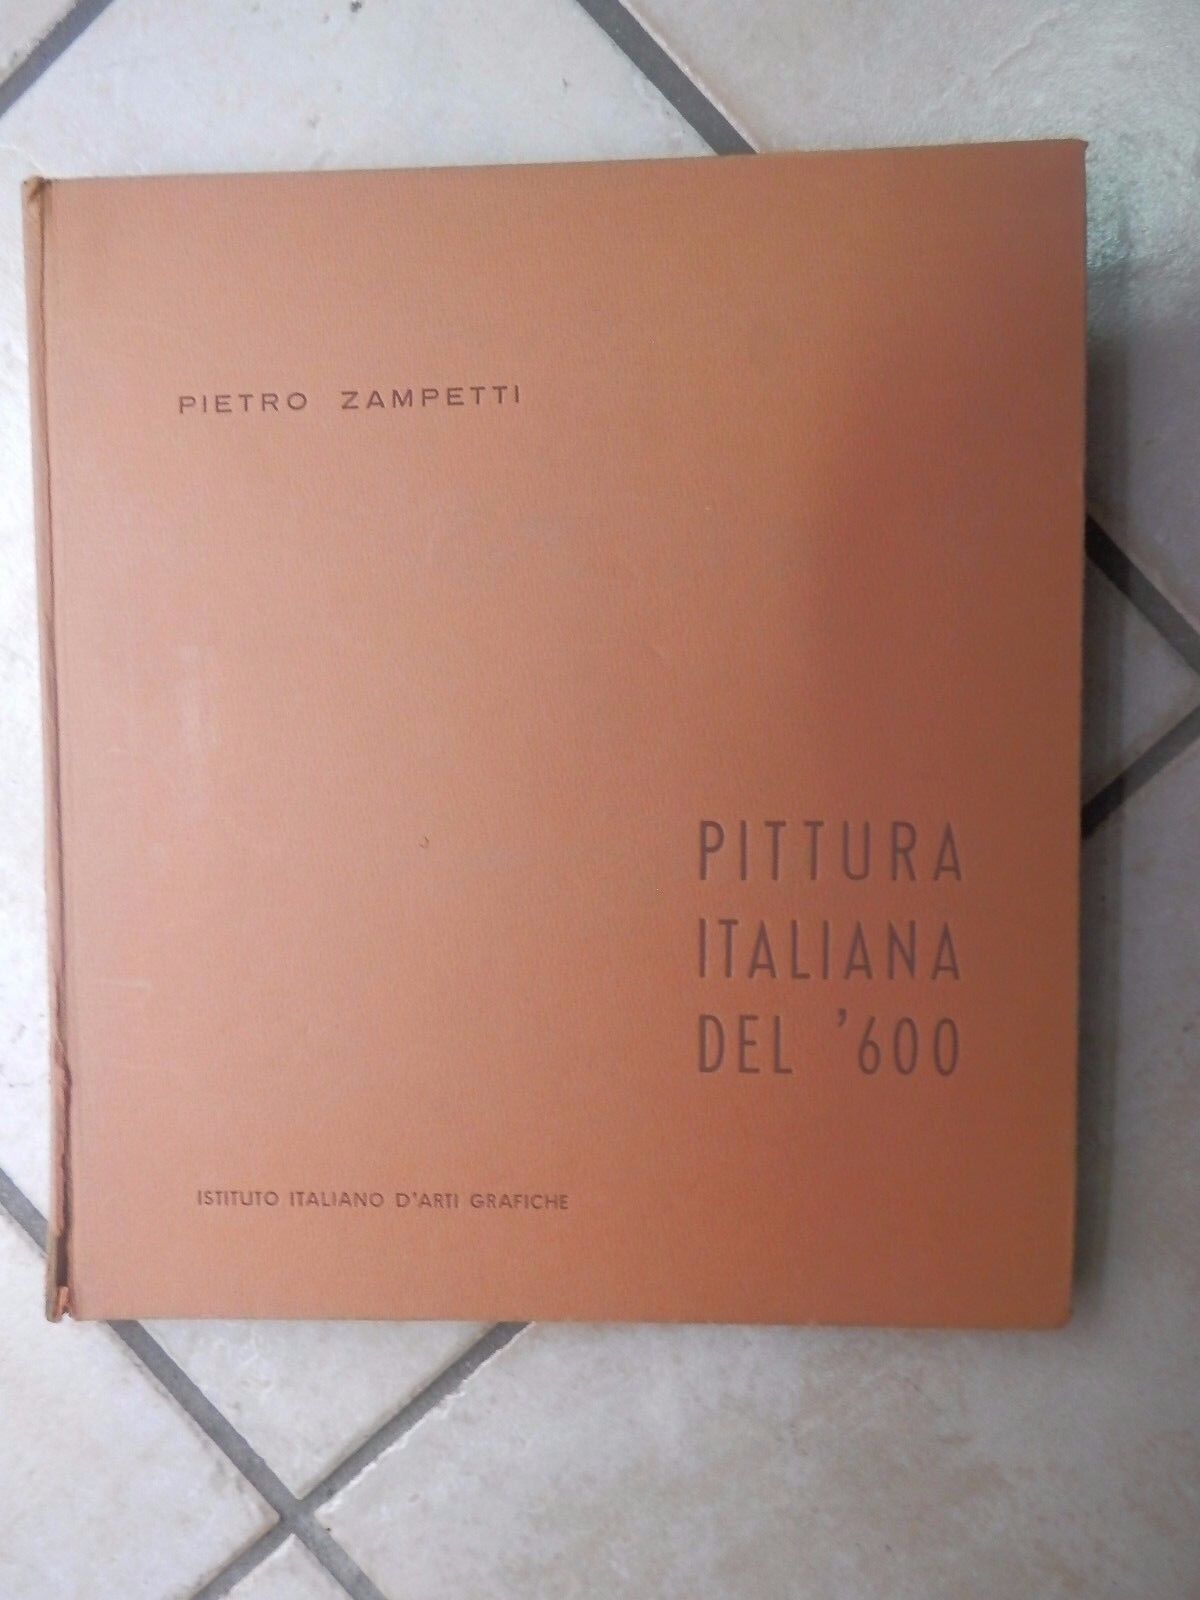 PIETRO ZAMPETTI
PITTURA
ITALIANA
DEL '600
ISTITUTO ITALIANO D'ARTI GRAFICHE